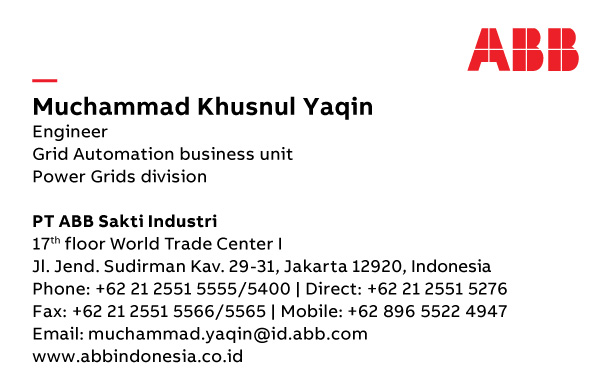 ABB
Muchammad Khusnul Yaqin
Engineer
Grid Automation business unit
Power Grids division
PT ABB Sakti Industri
17th floor World Trade Center I
Jl. Jend. Sudirman Kav. 29-31, Jakarta 12920, Indonesia
Phone: +62 21 2551 5555/5400 | Direct: +62 21 2551 5276
Fax: +62 21 2551 5566/5565 | Mobile: +62 896 5522 4947
Email: muchammad.yaqin@id.abb.com
www.abbindonesia.co.id